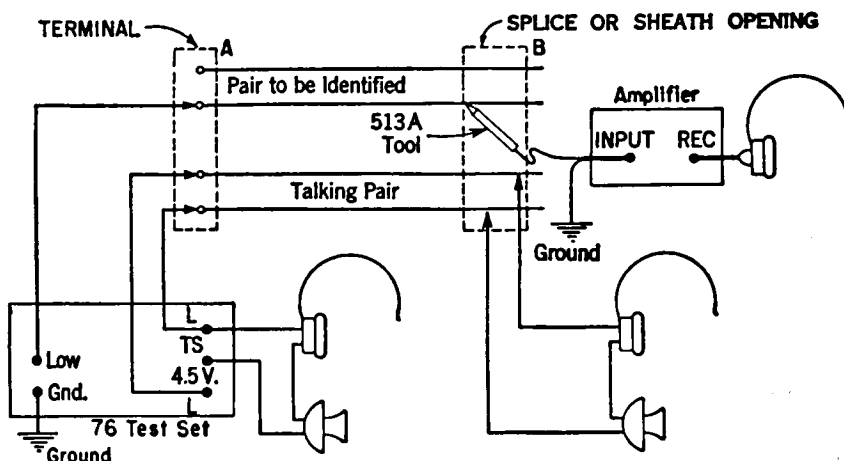 TERMINAL
A
SPLICE OR SHEATH OPENING
B
Pair to be Identified
513A
Tool
Amplifier
INPUT REC
Talking Pair
Ground
L
TS
4.5 V.
L
Low
Gnd.
76 Test Set
Ground